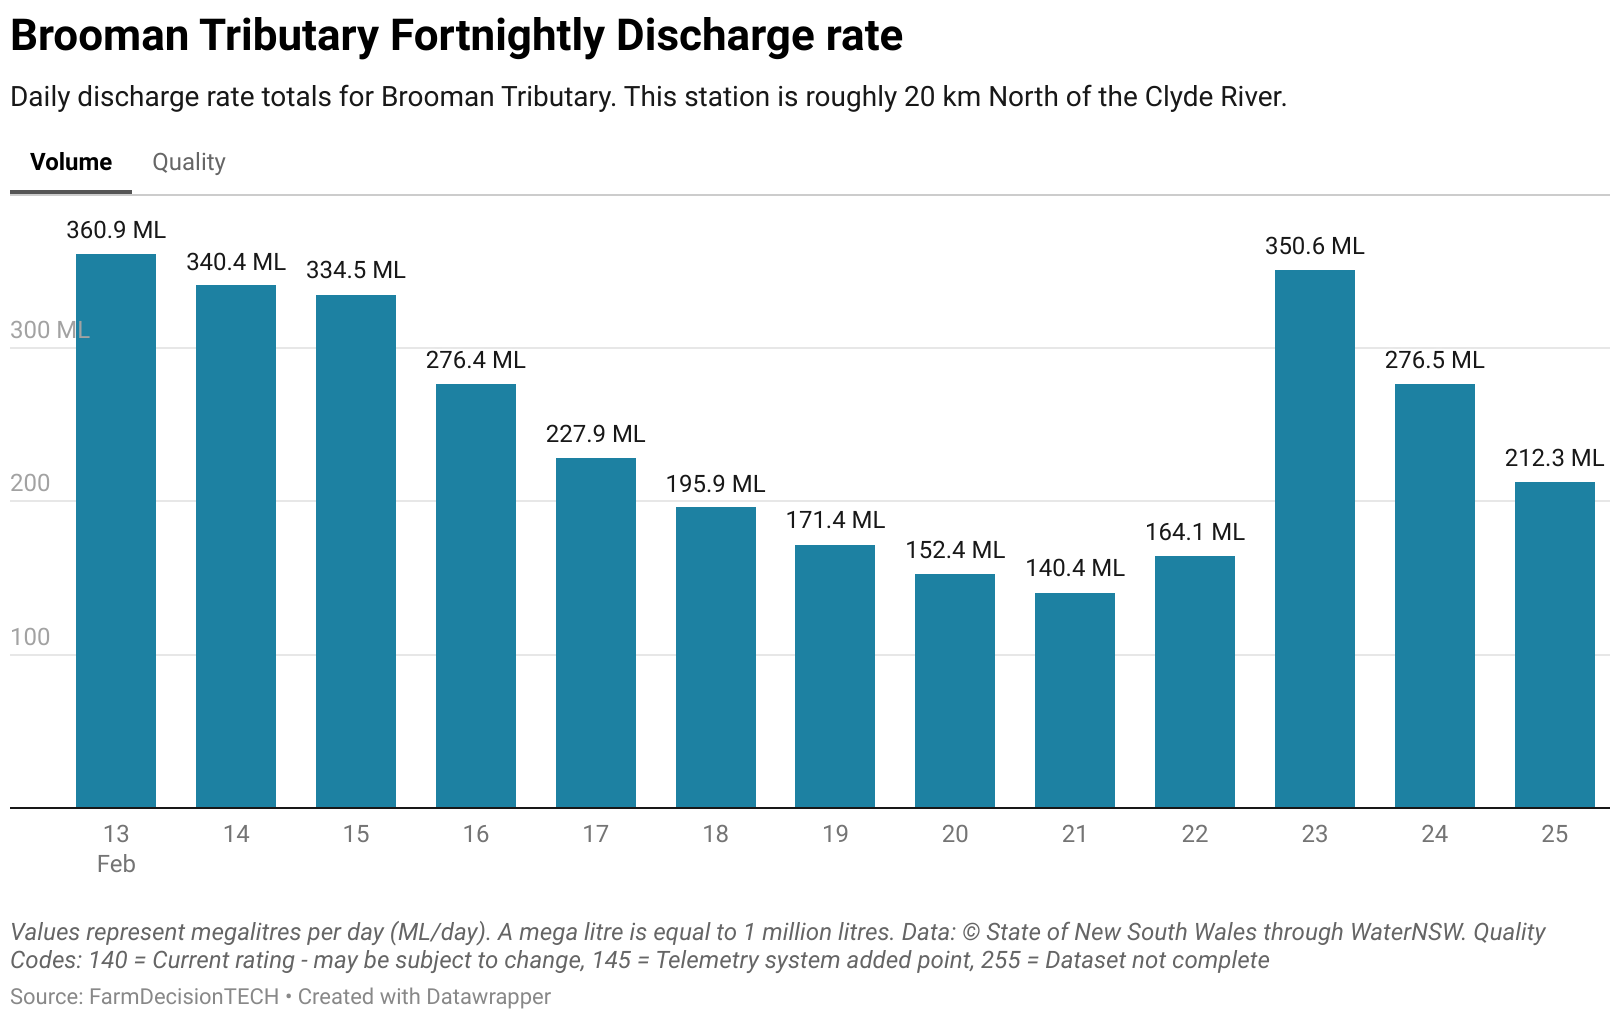 Brooman Tributary Fortnightly Discharge rate
Daily discharge rate totals for Brooman Tributary. This station is roughly 20 km North of the Clyde River.
Volume Quality
360.9 ML
340.4 ML
334.5 ML
276.4 ML
227.9 ML
195.9 ML
171.4 ML
152.4 ML
140.4 ML
164.1 ML
350.6 ML
276.5 ML
212.3 ML
300 ML
200
100
13 14 15 16 17 18 19 20 21 22 23 24 25
Feb
Values represent megalitres per day (ML/day). A mega litre is equal to 1 million litres. Data: © State of New South Wales through WaterNSW. Quality
Codes: 140 = Current rating - may be subject to change, 145 = Telemetry system added point, 255 = Dataset not complete
Source: FarmDecisionTECH • Created with Datawrapper